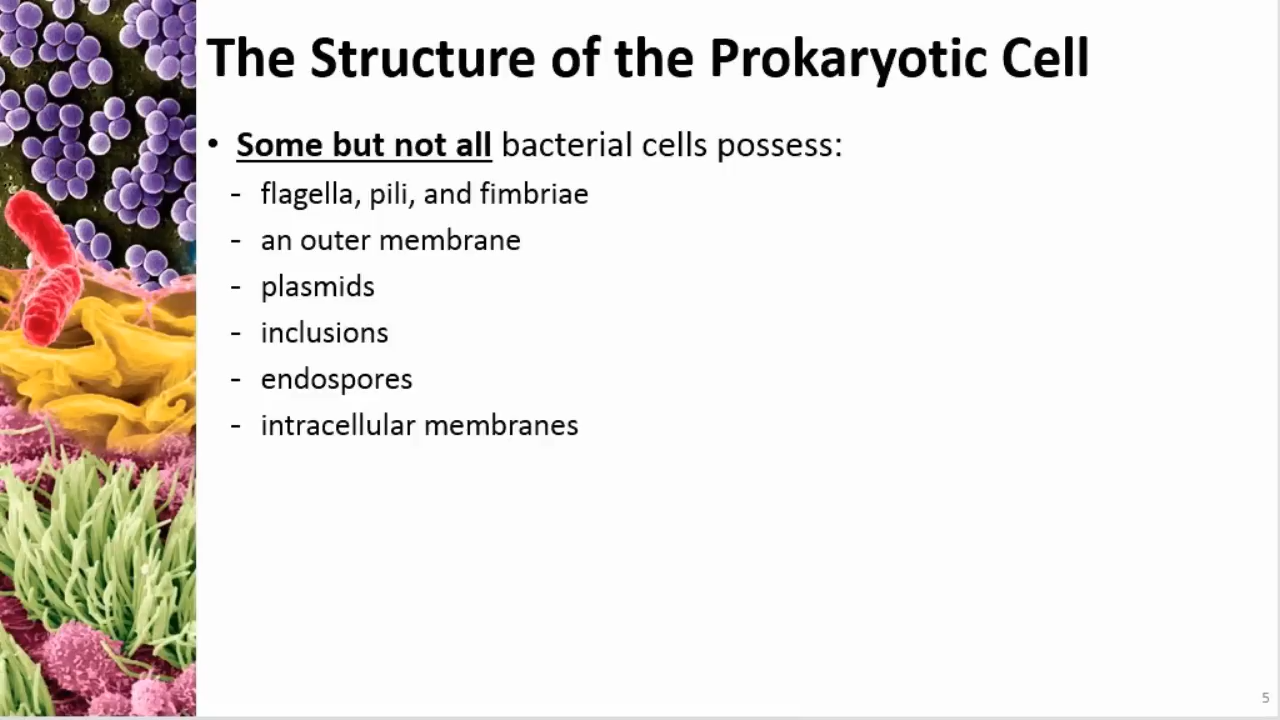 The Structure of the Prokaryotic Cell
• Some but not all bacterial cells possess:
- flagella, pili, and fimbriae
- an outer membrane
- plasmids
- inclusions
- endospores
- intracellular membranes
5